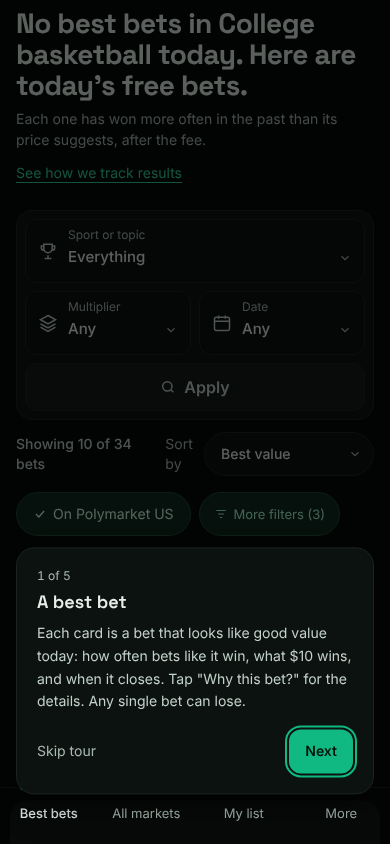 No best bets in College
basketball today. Here are
today's free bets.
Each one has won more often in the past than its
price suggests, after the fee.
See how we track results
Sport or topic
Everything
Multiplier
Any
Date
Any
Apply
Showing 10 of 34
bets
Sort
by
Best value
On Polymarket US
More filters (3)
1 of 5
A best bet
Each card is a bet that looks like good value
today: how often bets like it win, what $10 wins,
and when it closes. Tap "Why this bet?" for the
details. Any single bet can lose.
Skip tour
Next
Best bets
All markets
My list
More